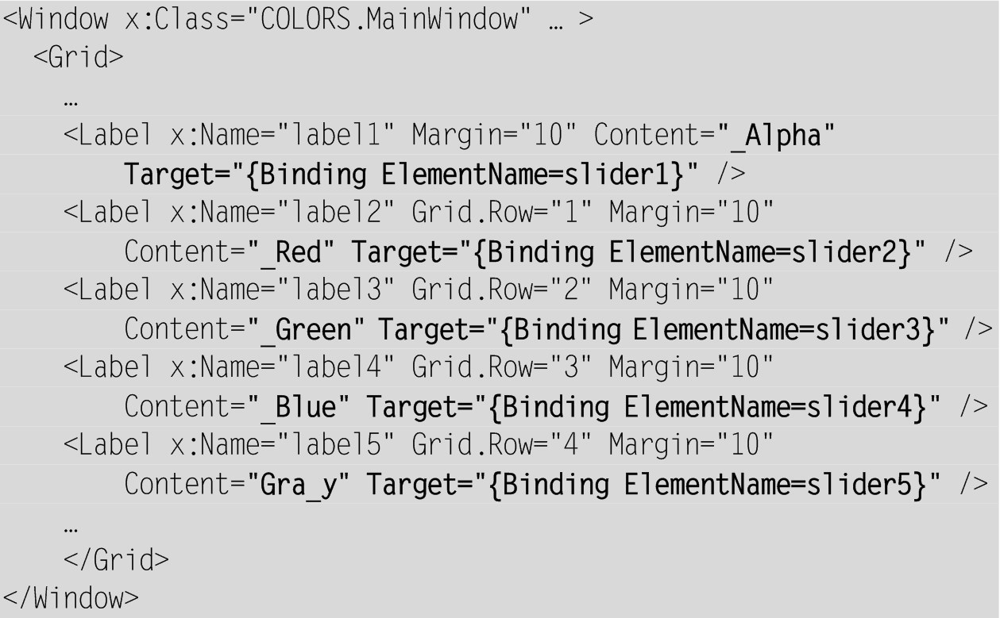 <Window x:Class="COLORS.MainWindow" … >
<Grid>
…
<Label x:Name="label1" Margin="10" Content="_Alpha"
Target="{Binding ElementName=slider1}" />
<Label x:Name="label2" Grid.Row="1" Margin="10"
Content="_Red" Target="{Binding ElementName=slider2}" />
<Label x:Name="label3" Grid.Row="2" Margin="10"
Content="_Green" Target="{Binding ElementName=slider3}" />
<Label x:Name="label4" Grid.Row="3" Margin="10"
Content="_Blue" Target="{Binding ElementName=slider4}" />
<Label x:Name="label5" Grid.Row="4" Margin="10"
Content="Gra_y" Target="{Binding ElementName=slider5}" />
…
</Grid>
</Window>